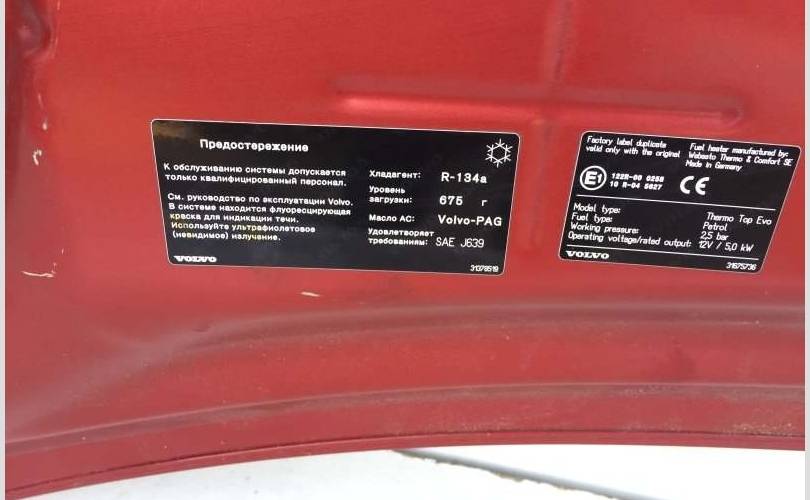 Предостережение
К обслуживанию системы допускается
только квалифицированный персонал.
См. руководство по эксплуатации Volvo.
В системе находится флуоресцирующая
краска для индикации течи.
Используйте ультрафиолетовое
(невидимое) излучение.
Хладагент: R-134a
Уровень
загрузки: 675 г
Масло AC: Volvo-PAG
Удовлетворяет
требованиям: SAE J639
VOLVO
31378519
Factory label duplicate
valid only with the original
Fuel heater manufactured by:
Webasto Thermo & Comfort SE
Made in Germany
E1
122R-00 0258
10 R-04 5627
CE
Model type: Thermo Top Evo
Fuel type: Petrol
Working pressure: 2,5 bar
Operating voltage/rated output: 12V / 5,0 kW
VOLVO
31675736